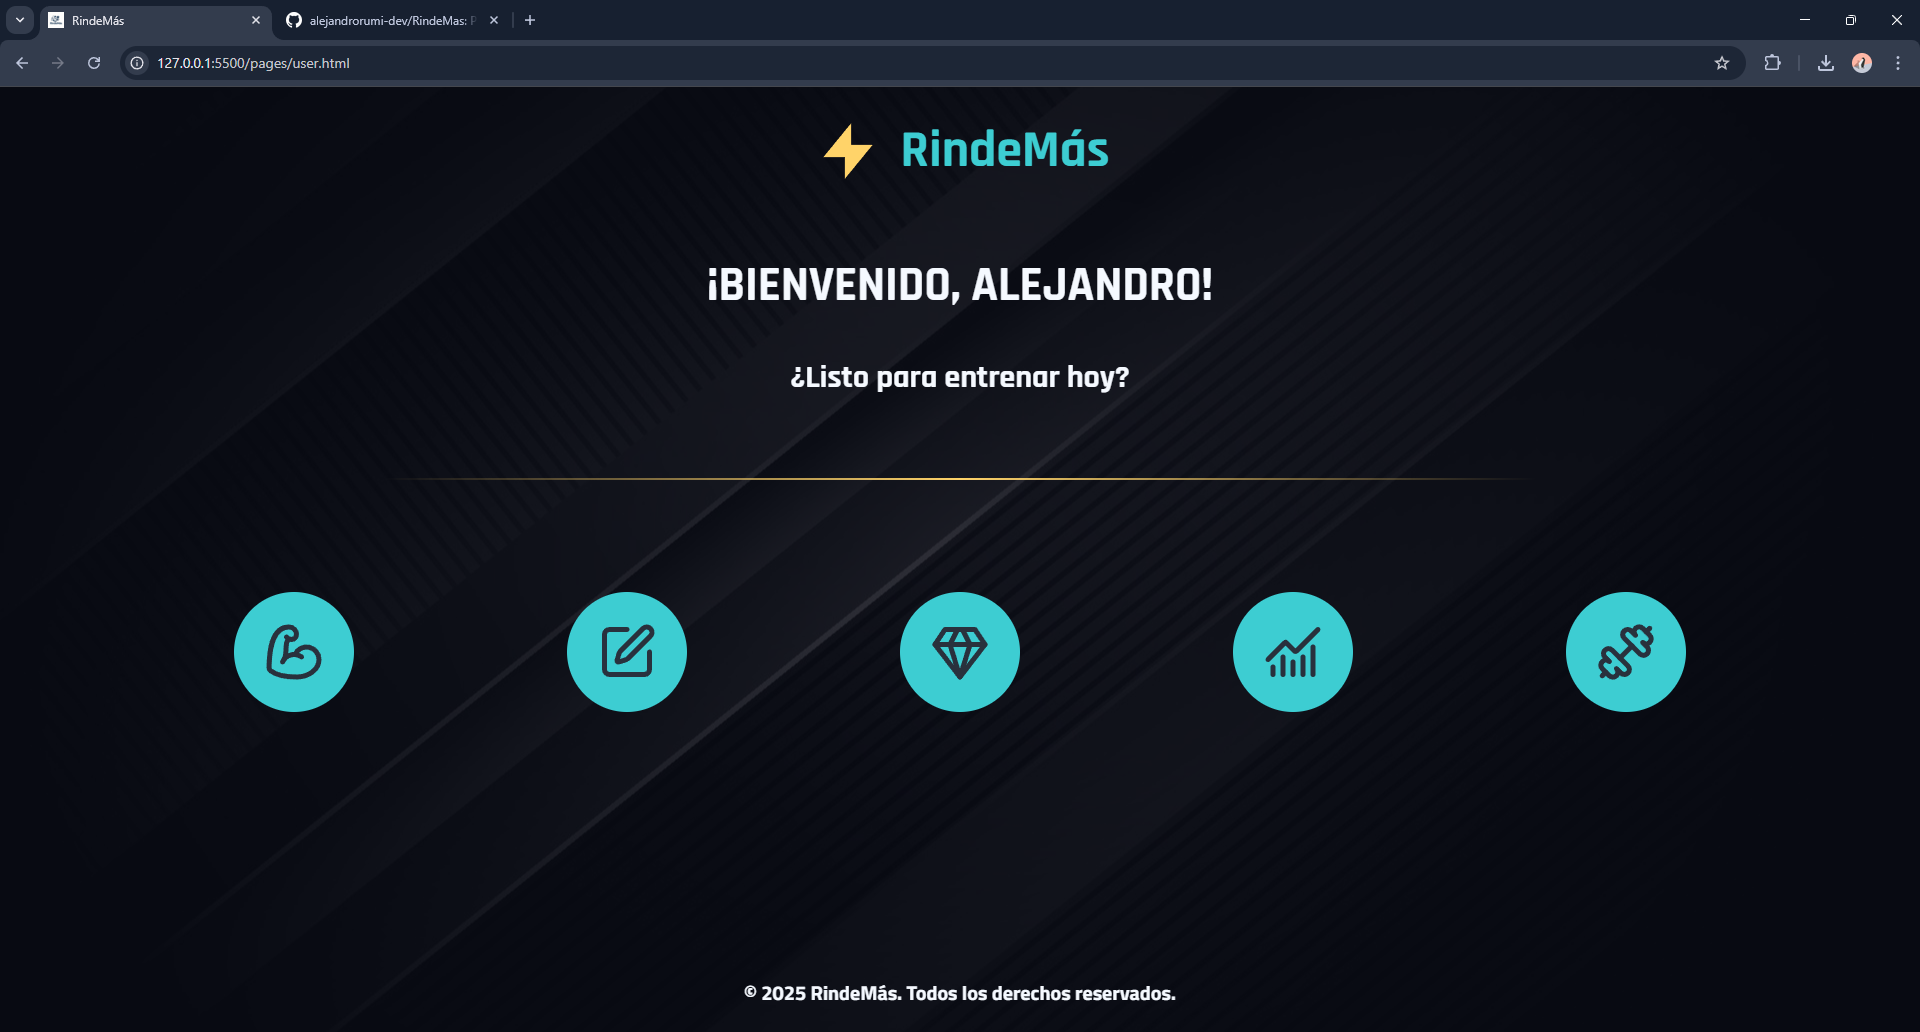 RindeMás
alejandrorumi-dev/RindeMas: P
127.0.0.1:5500/pages/user.html
RindeMás
¡BIENVENIDO, ALEJANDRO!
¿Listo para entrenar hoy?
© 2025 RindeMás. Todos los derechos reservados.